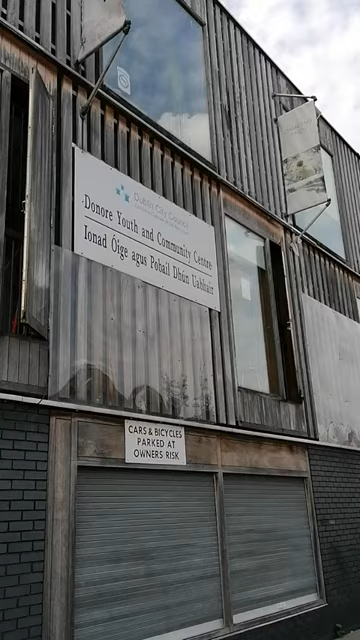 Dublin City Council
Donore Youth and Community Centre
Ionad Óige agus Pobail Dhún Uabhair
CARS & BICYCLES
PARKED AT
OWNERS RISK